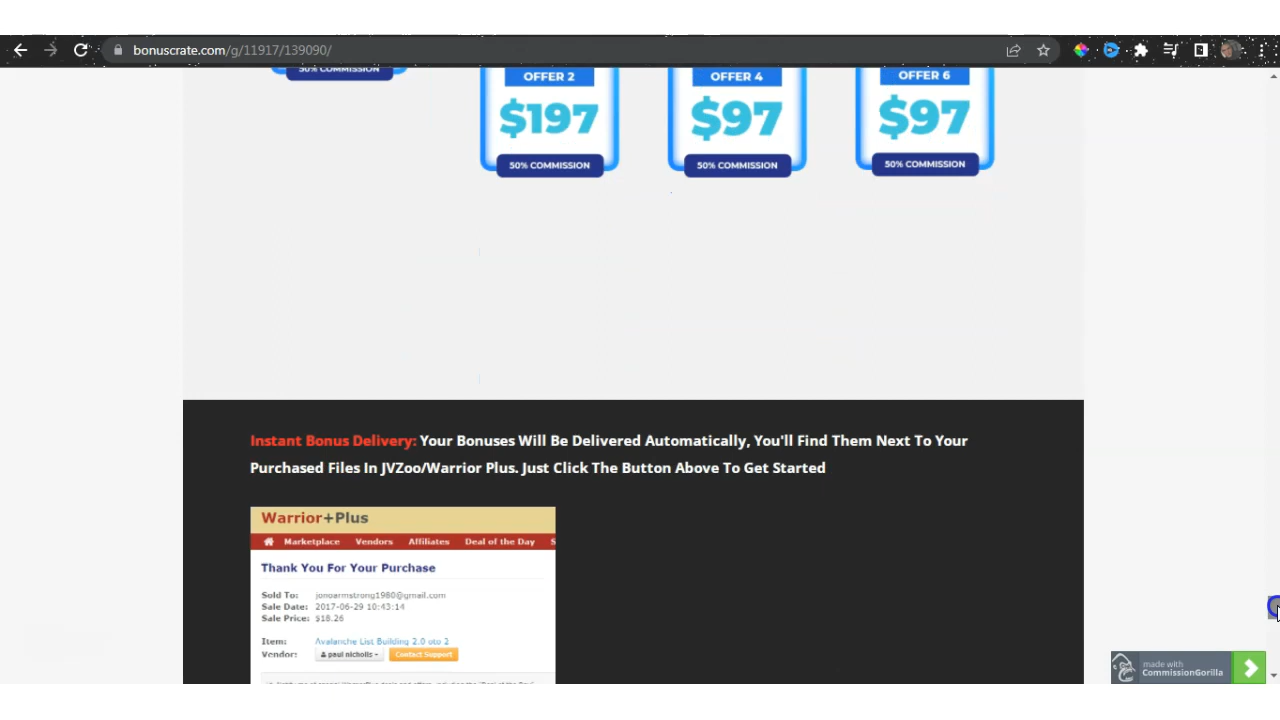 bonuscrate.com/g/11917/139090/
50% COMMISSION
OFFER 2
OFFER 4
OFFER 6
$197
$97
$97
50% COMMISSION
50% COMMISSION
50% COMMISSION
Instant Bonus Delivery: Your Bonuses Will Be Delivered Automatically, You'll Find Them Next To Your
Purchased Files In JVZoo/Warrior Plus. Just Click The Button Above To Get Started
Warrior+Plus
Marketplace Vendors Affiliates Deal of the Day S
Thank You For Your Purchase
Sold To: jonoarmstrong1980@gmail.com
Sale Date: 2017-06-29 10:43:14
Sale Price: $18.26
Item: Avalanche List Building 2.0 oto 2
Vendor: paul nicholls Contact Support
made with
CommissionGorilla